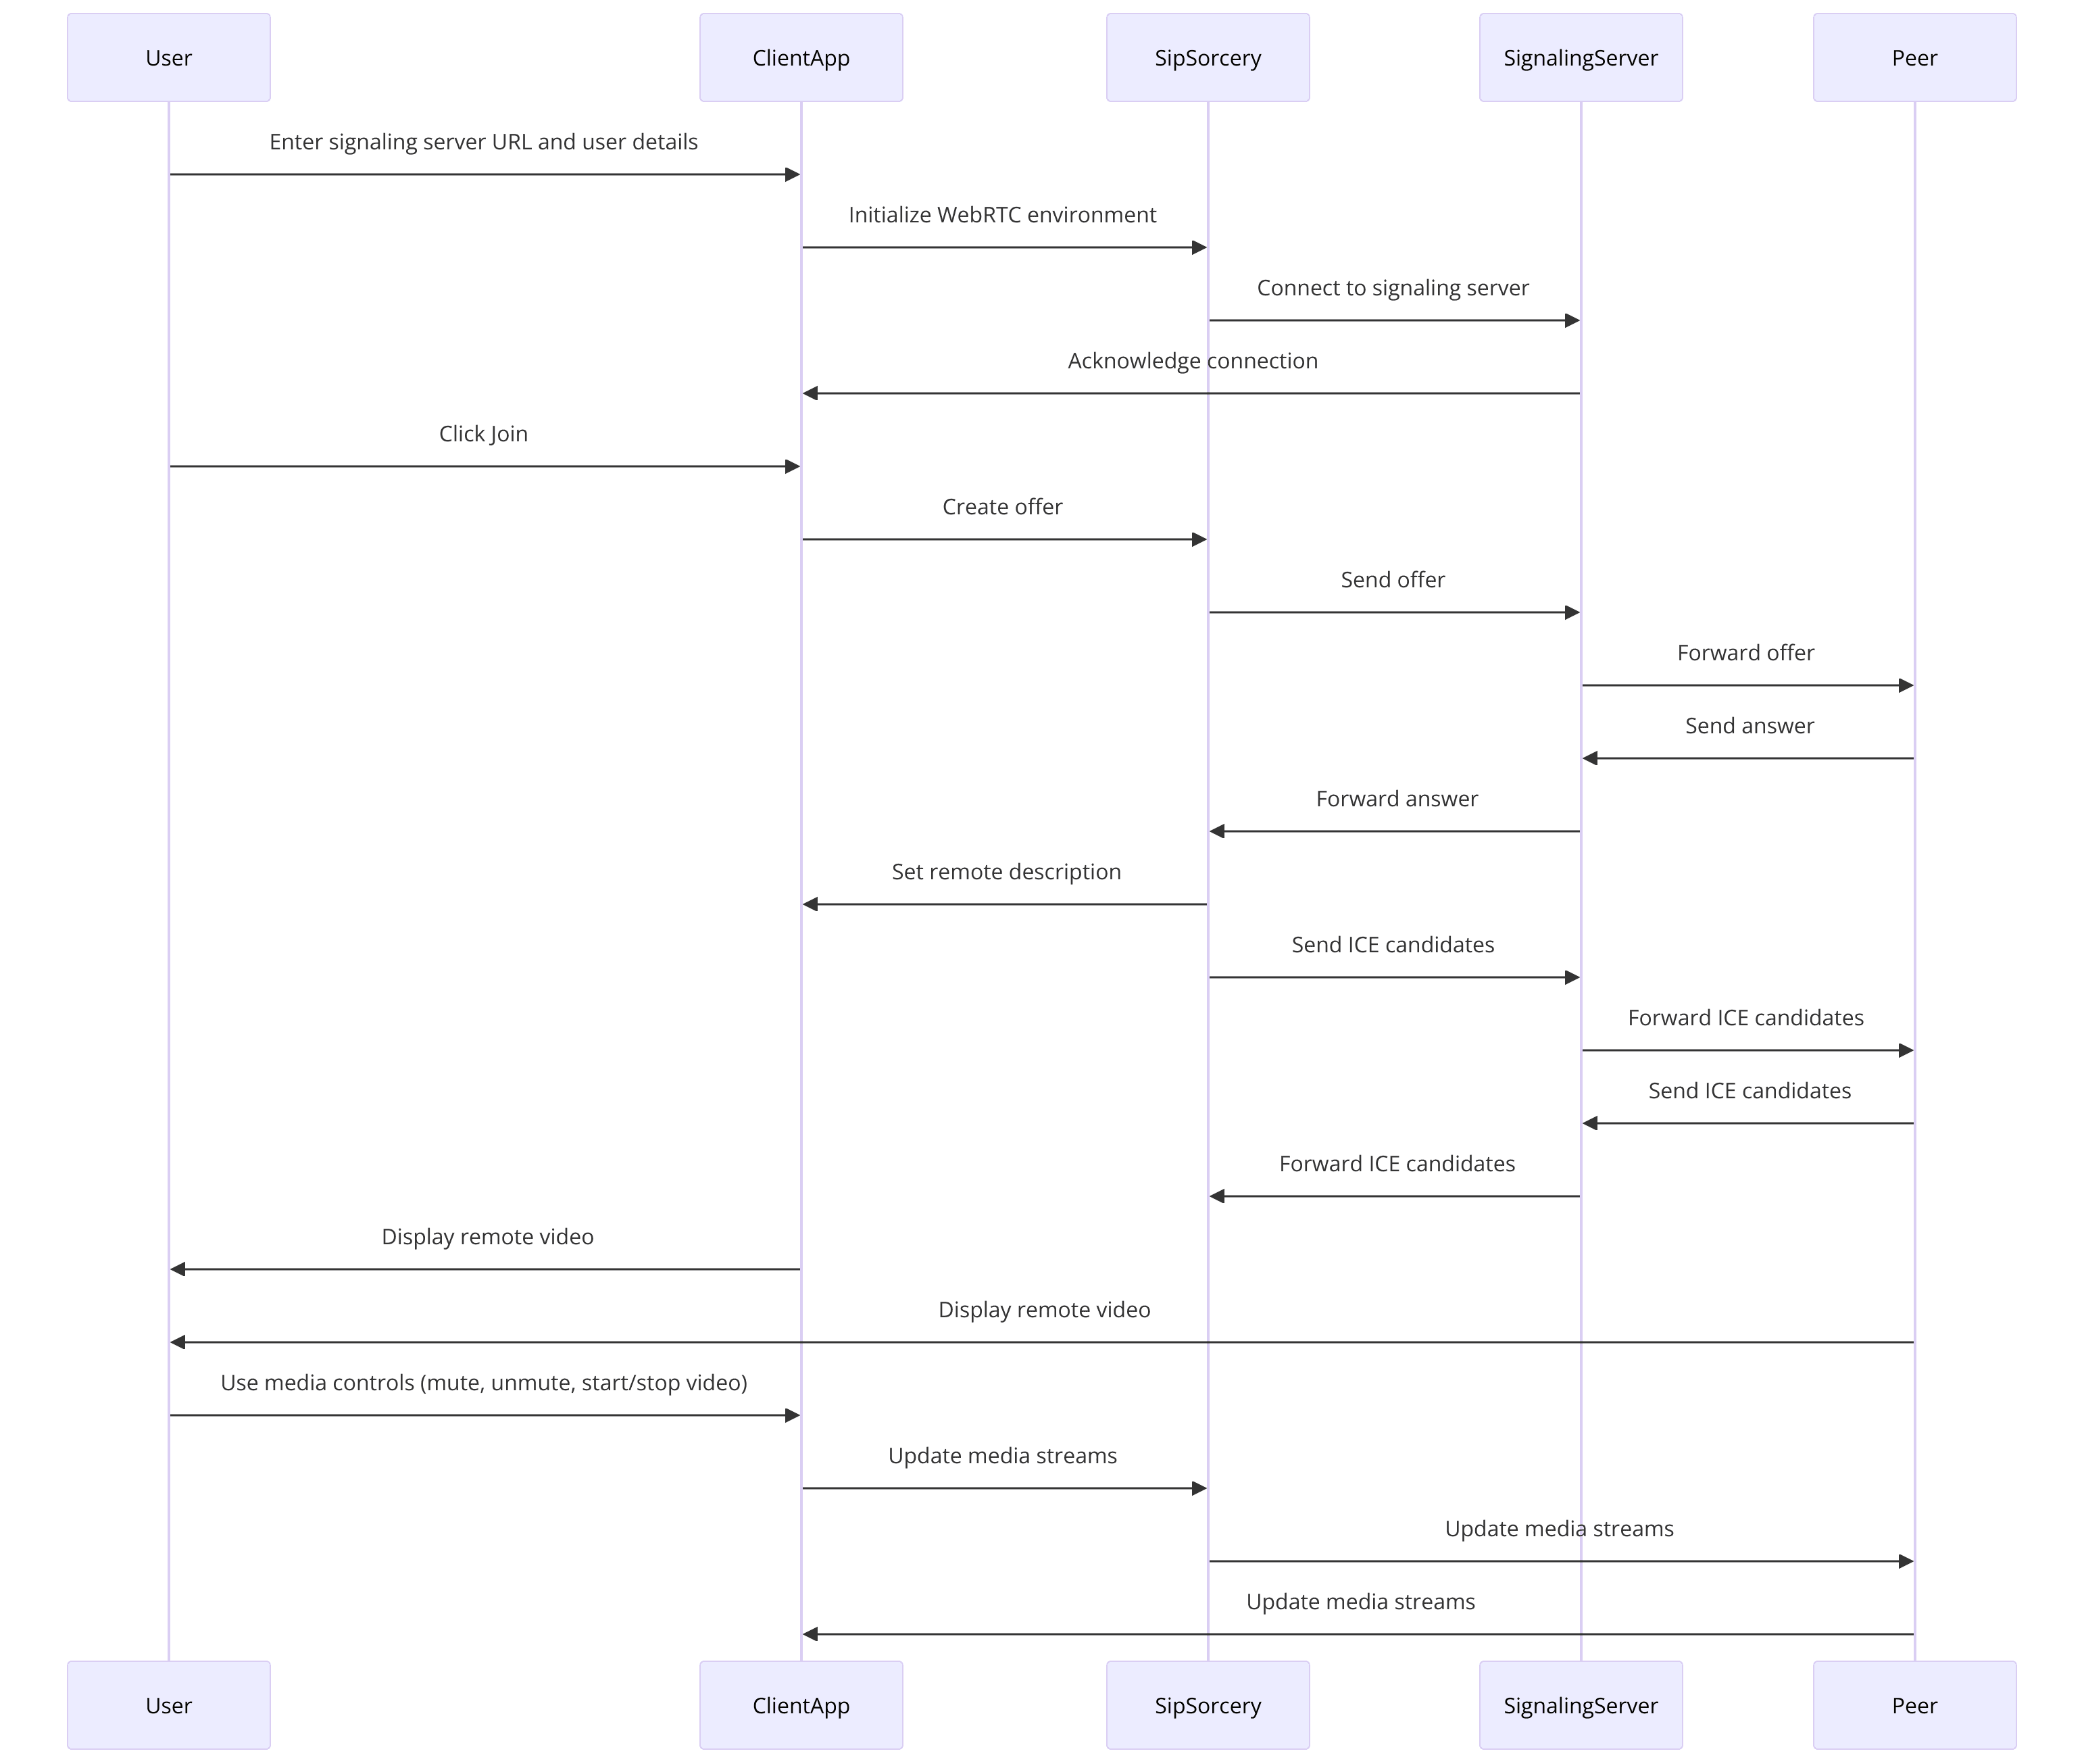 User
ClientApp
SipSorcery
SignalingServer
Peer
Enter signaling server URL and user details
Initialize WebRTC environment
Connect to signaling server
Acknowledge connection
Click Join
Create offer
Send offer
Forward offer
Send answer
Forward answer
Set remote description
Send ICE candidates
Forward ICE candidates
Send ICE candidates
Forward ICE candidates
Display remote video
Display remote video
Use media controls (mute, unmute, start/stop video)
Update media streams
Update media streams
Update media streams
User
ClientApp
SipSorcery
SignalingServer
Peer